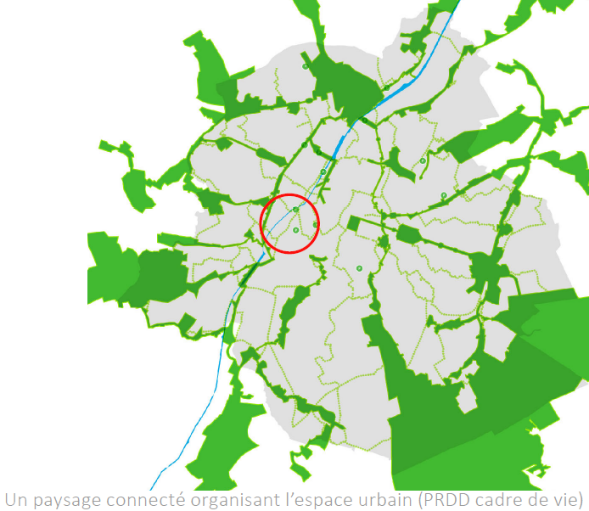 Un paysage connecté organisant l'espace urbain (PRDD cadre de vie)